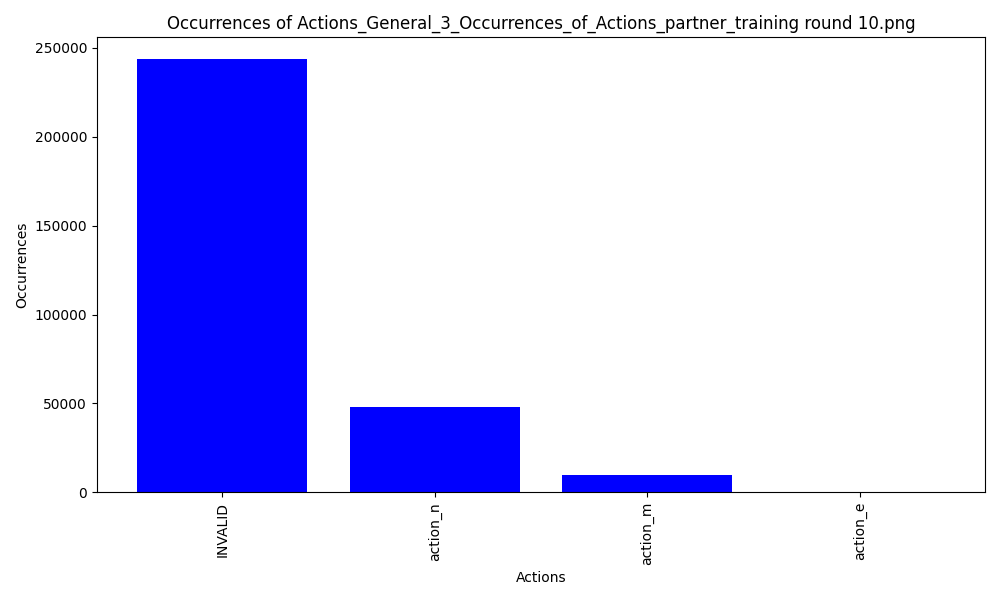 Occurrences of Actions_General_3_Occurrences_of_Actions_partner_training round 10.png
250000
200000
150000
100000
50000
0
Occurrences
INVALID
action_n
action_m
action_e
Actions